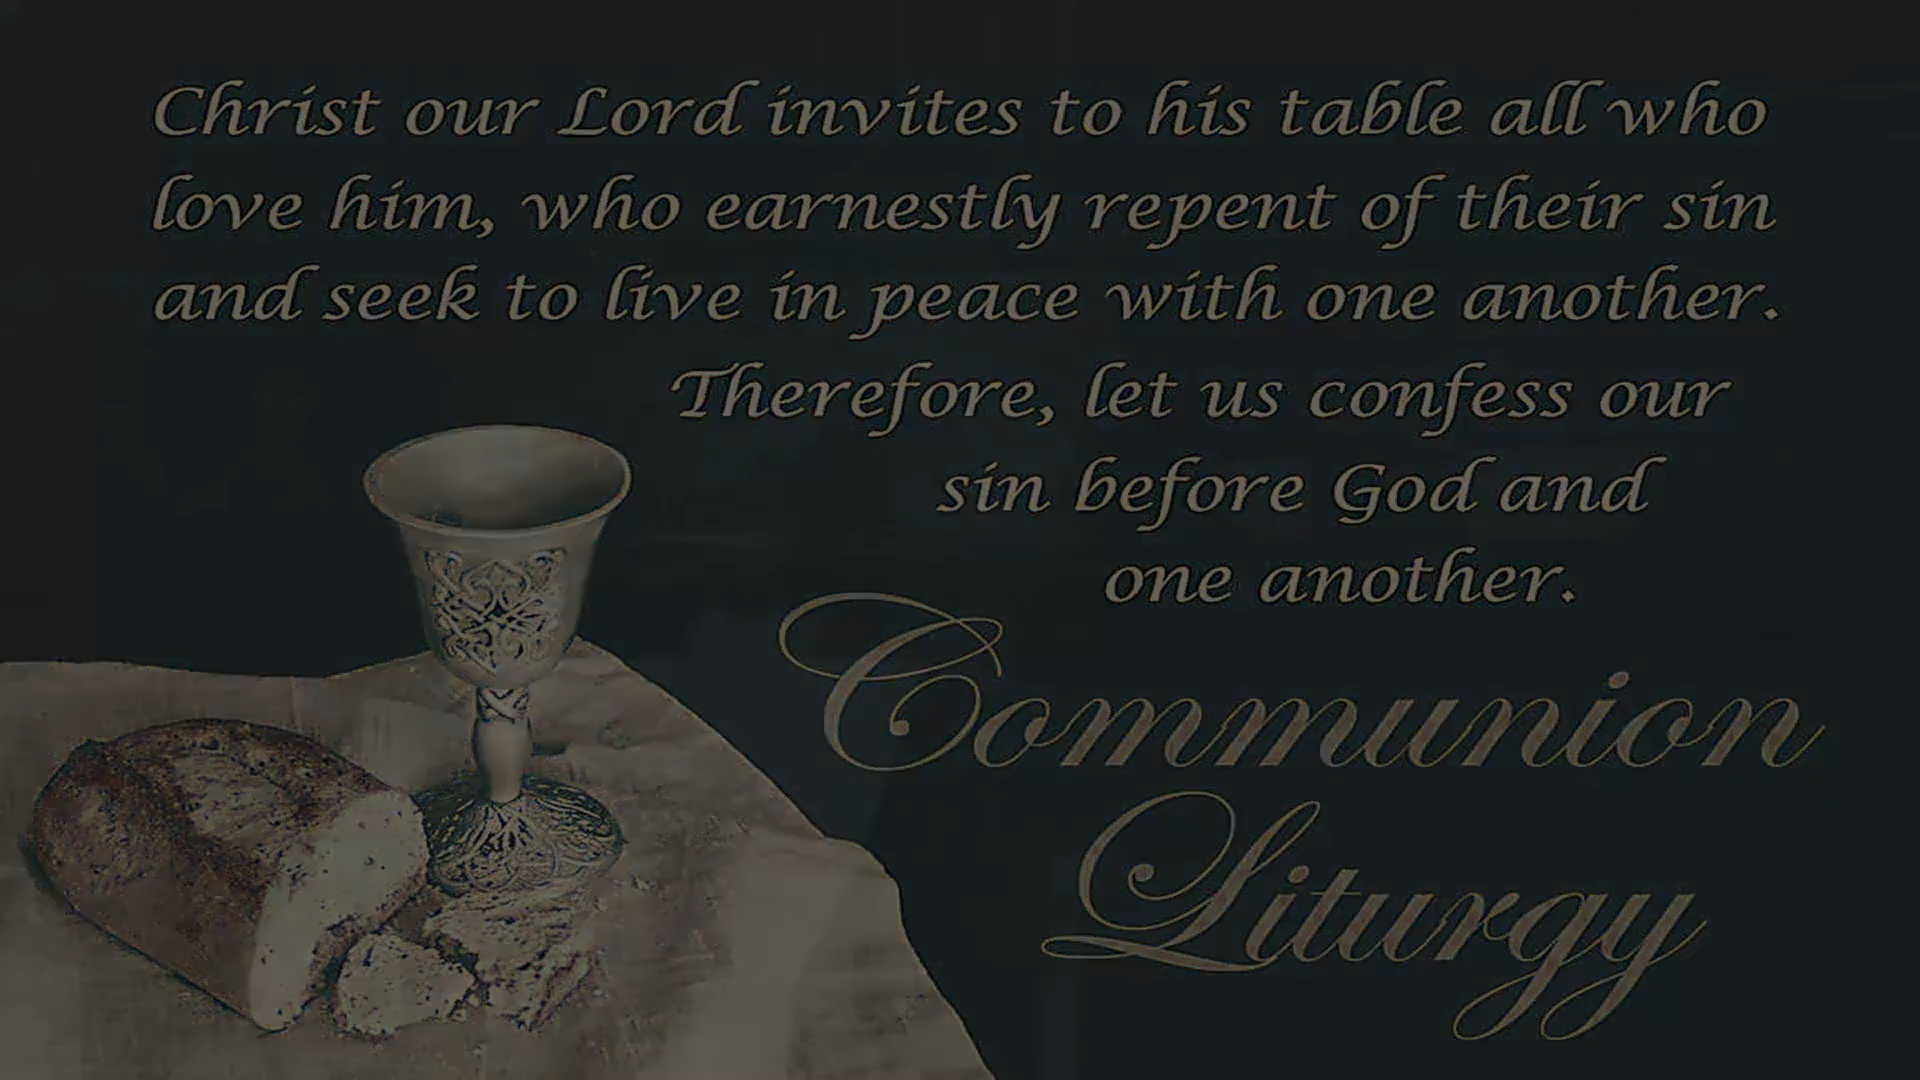 Christ our Lord invites to his table all who
love him, who earnestly repent of their sin
and seek to live in peace with one another.
Therefore, let us confess our
sin before God and
one another.
Communion
Liturgy